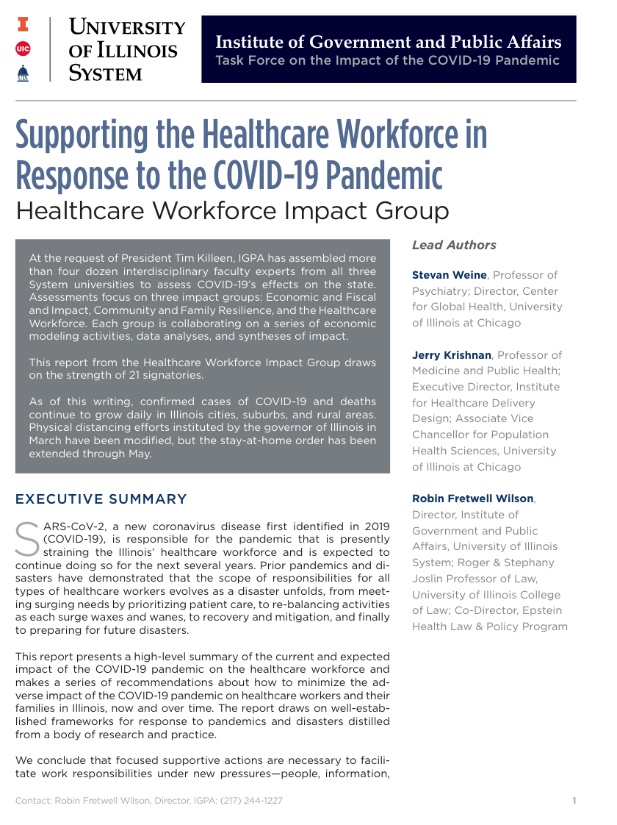 UNIVERSITY
OF ILLINOIS
SYSTEM
I
UIC
UIS
Institute of Government and Public Affairs
Task Force on the Impact of the COVID-19 Pandemic
Supporting the Healthcare Workforce in
Response to the COVID-19 Pandemic
Healthcare Workforce Impact Group
At the request of President Tim Killeen, IGPA has assembled more
than four dozen interdisciplinary faculty experts from all three
System universities to assess COVID-19's effects on the state.
Assessments focus on three impact groups: Economic and Fiscal
and Impact, Community and Family Resilience, and the Healthcare
Workforce. Each group is collaborating on a series of economic
modeling activities, data analyses, and syntheses of impact.
This report from the Healthcare Workforce Impact Group draws
on the strength of 21 signatories.
As of this writing, confirmed cases of COVID-19 and deaths
continue to grow daily in Illinois cities, suburbs, and rural areas.
Physical distancing efforts instituted by the governor of Illinois in
March have been modified, but the stay-at-home order has been
extended through May.
EXECUTIVE SUMMARY
SARS-CoV-2, a new coronavirus disease first identified in 2019
(COVID-19), is responsible for the pandemic that is presently
straining the Illinois' healthcare workforce and is expected to
continue doing so for the next several years. Prior pandemics and di-
sasters have demonstrated that the scope of responsibilities for all
types of healthcare workers evolves as a disaster unfolds, from meet-
ing surging needs by prioritizing patient care, to re-balancing activities
as each surge waxes and wanes, to recovery and mitigation, and finally
to preparing for future disasters.
This report presents a high-level summary of the current and expected
impact of the COVID-19 pandemic on the healthcare workforce and
makes a series of recommendations about how to minimize the ad-
verse impact of the COVID-19 pandemic on healthcare workers and their
families in Illinois, now and over time. The report draws on well-estab-
lished frameworks for response to pandemics and disasters distilled
from a body of research and practice.
We conclude that focused supportive actions are necessary to facili-
tate work responsibilities under new pressures—people, information,
Lead Authors
Stevan Weine, Professor of
Psychiatry; Director, Center
for Global Health, University
of Illinois at Chicago
Jerry Krishnan, Professor of
Medicine and Public Health;
Executive Director, Institute
for Healthcare Delivery
Design; Associate Vice
Chancellor for Population
Health Sciences, University
of Illinois at Chicago
Robin Fretwell Wilson,
Director, Institute of
Government and Public
Affairs, University of Illinois
System; Roger & Stephany
Joslin Professor of Law,
University of Illinois College
of Law; Co-Director, Epstein
Health Law & Policy Program
Contact: Robin Fretwell Wilson, Director, IGPA: (217) 244-1227
1